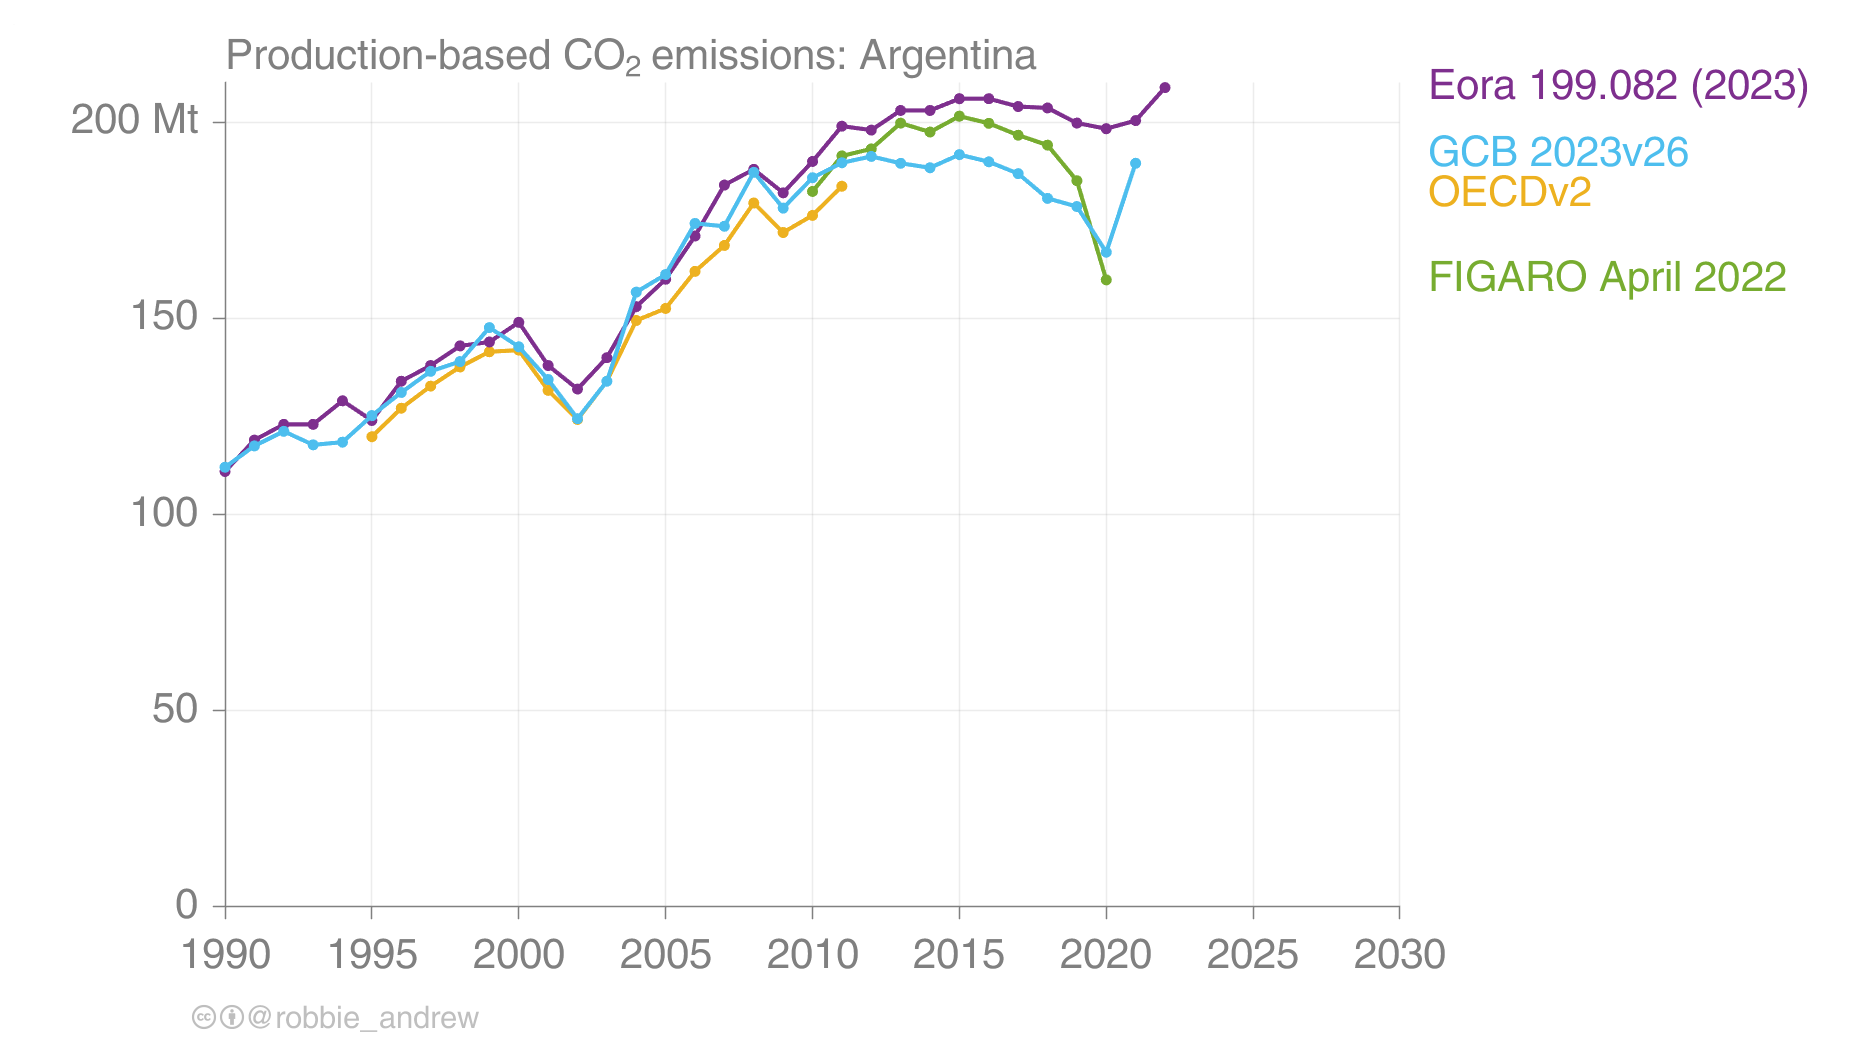 Production-based CO₂ emissions: Argentina
Eora 199.082 (2023)
GCB 2023v26
OECDv2
FIGARO April 2022
200 Mt
150
100
50
0
1990 1995 2000 2005 2010 2015 2020 2025 2030
@robbie_andrew